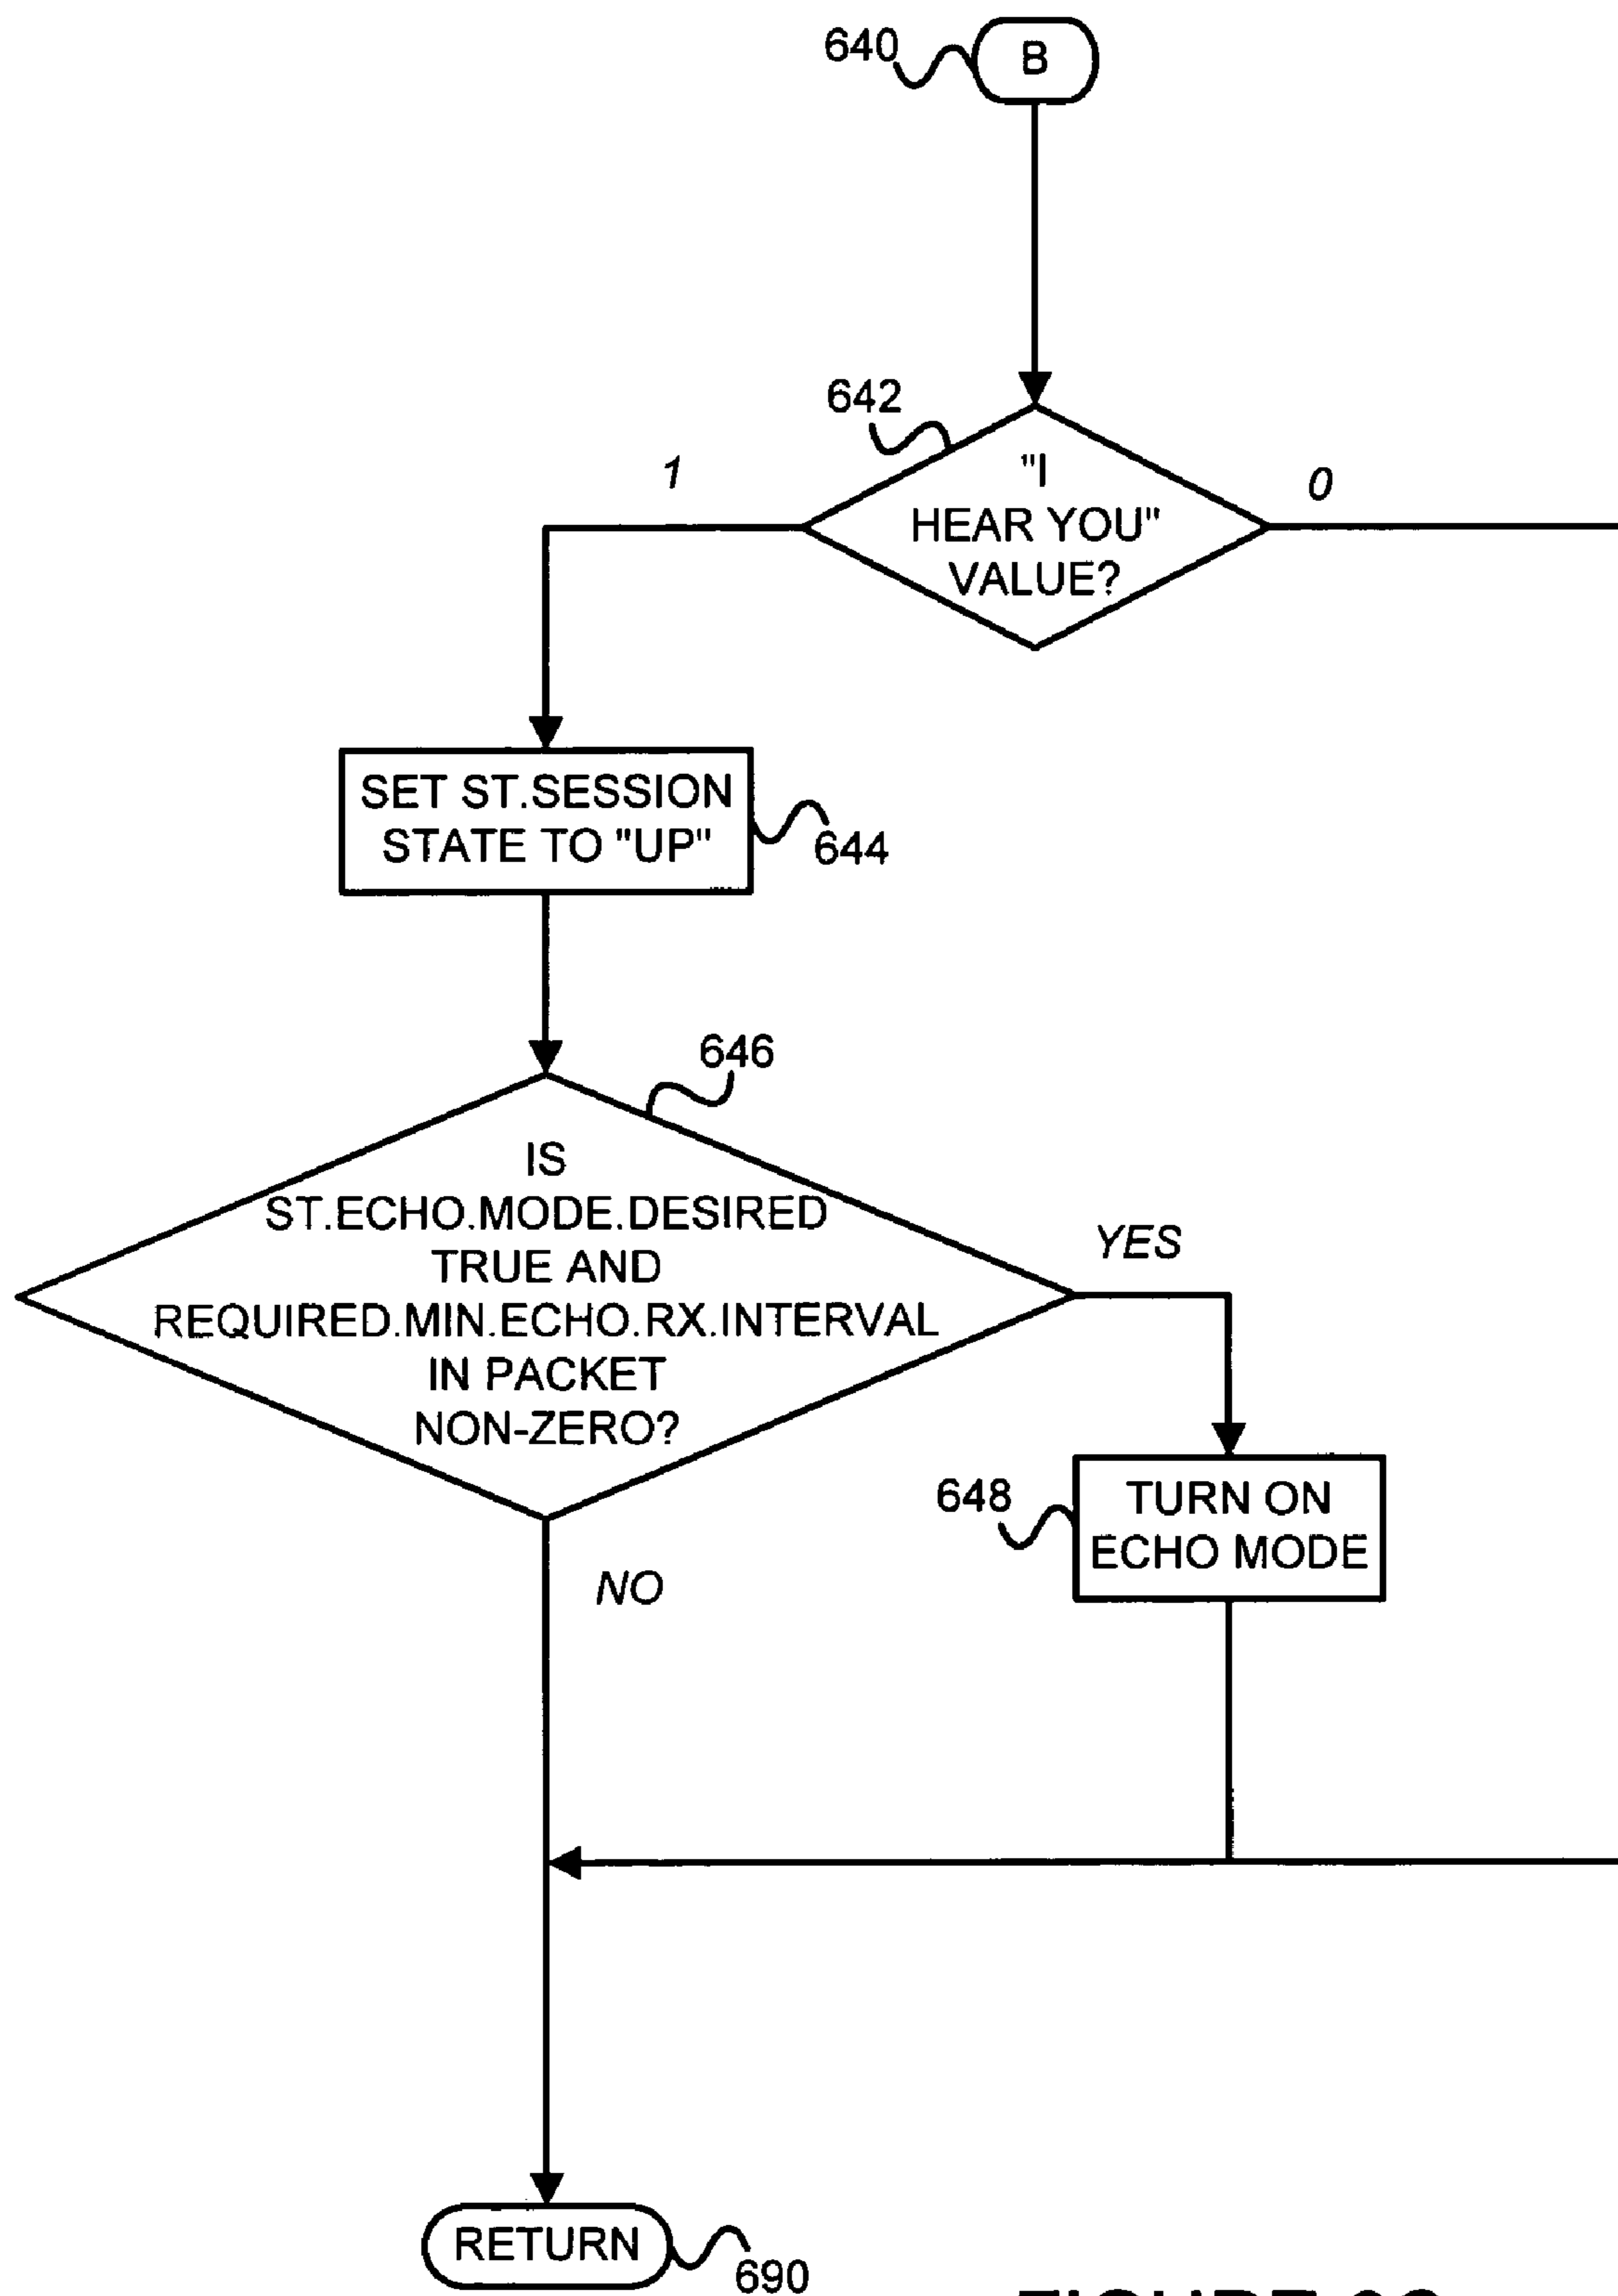 640
B
642
1
"I
HEAR YOU"
VALUE?
0
SET ST.SESSION
STATE TO "UP"
644
646
IS
ST.ECHO.MODE.DESIRED
TRUE AND
REQUIRED.MIN.ECHO.RX.INTERVAL
IN PACKET
NON-ZERO?
YES
648
TURN ON
ECHO MODE
NO
RETURN
690